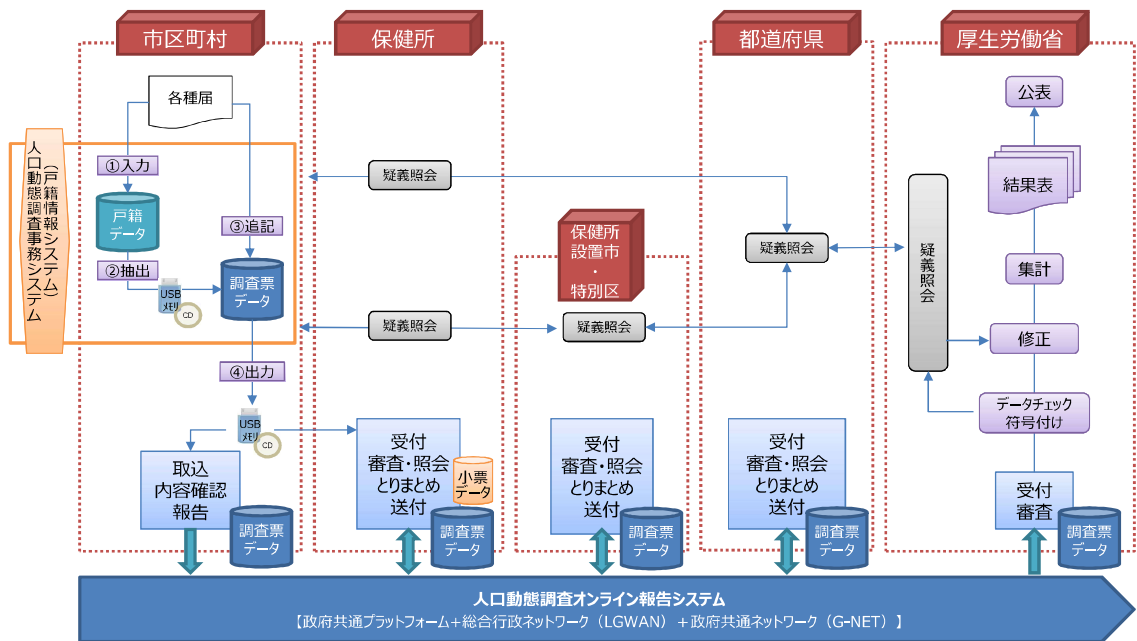 市区町村
保健所
都道府県
厚生労働省
各種届
人口動態調査事務システム
（戸籍情報システム）
①入力
戸籍
データ
②抽出
USB
メモリ
CD
③追記
調査票
データ
④出力
USB
メモリ
CD
取込
内容確認
報告
調査票
データ
疑義照会
疑義照会
受付
審査・照会
とりまとめ
送付
小票
データ
調査票
データ
保健所
設置市
・
特別区
疑義照会
受付
審査・照会
とりまとめ
送付
調査票
データ
疑義照会
受付
審査・照会
とりまとめ
送付
調査票
データ
公表
結果表
集計
疑義照会
修正
データチェック
符号付け
受付
審査
調査票
データ
人口動態調査オンライン報告システム
【政府共通プラットフォーム＋総合行政ネットワーク（LGWAN）＋政府共通ネットワーク（G-NET）】